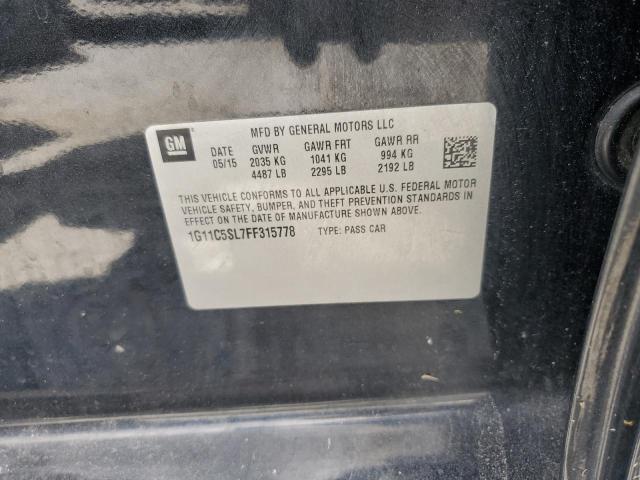 GM
MFD BY GENERAL MOTORS LLC
DATE GVWR GAWR FRT GAWR RR
05/15 2035 KG 1041 KG 994 KG
4487 LB 2295 LB 2192 LB
THIS VEHICLE CONFORMS TO ALL APPLICABLE U.S. FEDERAL MOTOR
VEHICLE SAFETY, BUMPER, AND THEFT PREVENTION STANDARDS IN
EFFECT ON THE DATE OF MANUFACTURE SHOWN ABOVE.
1G11C5SL7FF315778 TYPE: PASS CAR